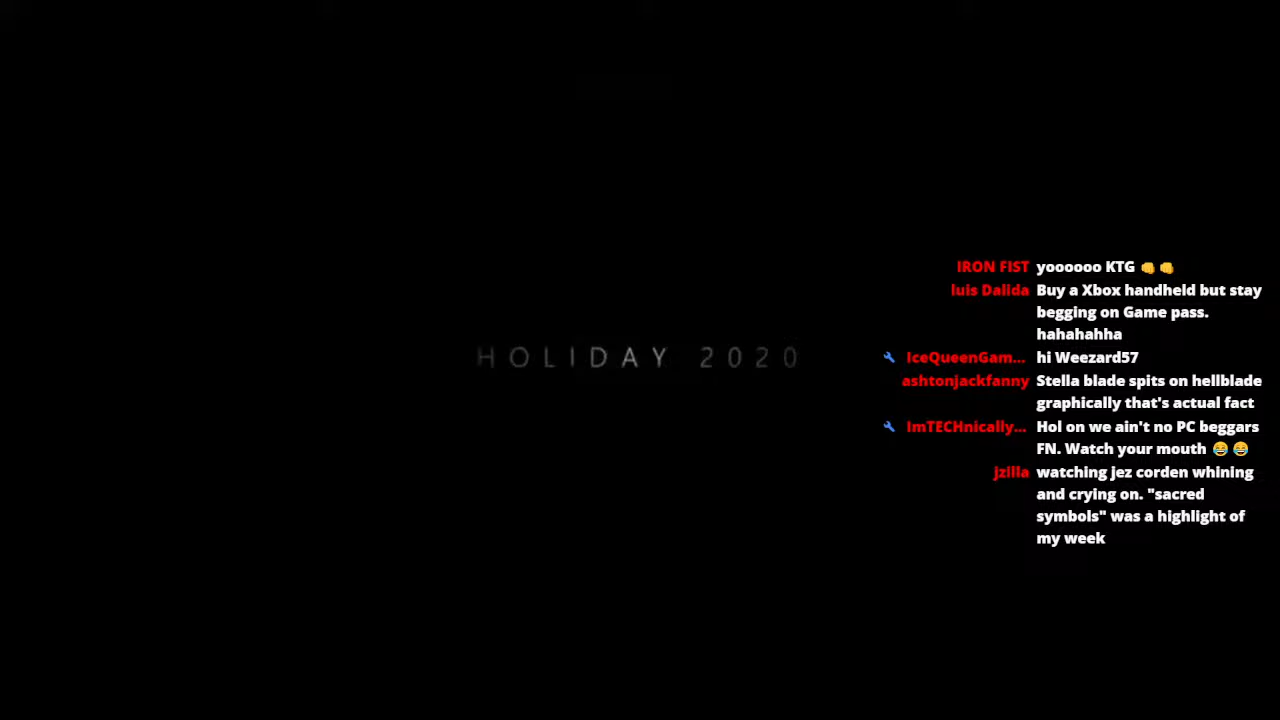 IRON FIST yoooooo KTG 👊 👊
luis Dalida Buy a Xbox handheld but stay
begging on Game pass.
hahahahha
HOLIDAY 2020
IceQueenGam... hi Weezard57
ashtonjackfanny Stella blade spits on hellblade
graphically that's actual fact
ImTECHnically... Hol on we ain't no PC beggars
FN. Watch your mouth 😂 😂
jzilla watching jez corden whining
and crying on. "sacred
symbols" was a highlight of
my week